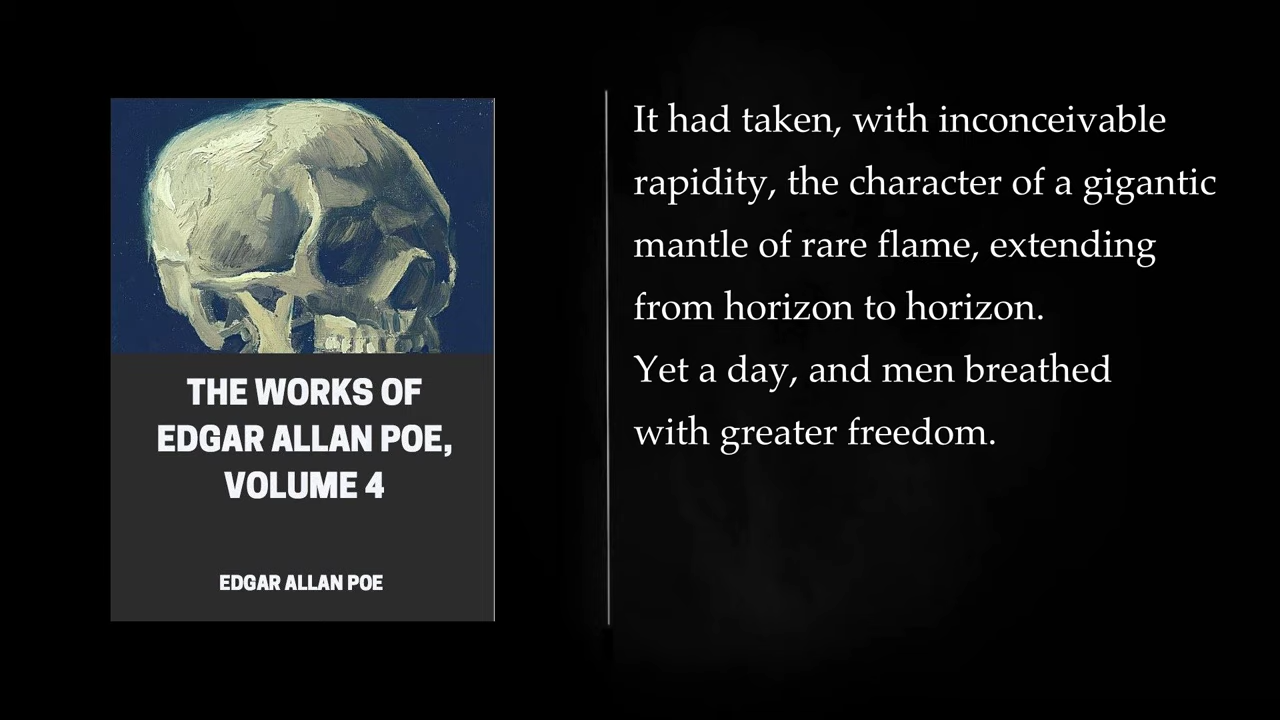 THE WORKS OF
EDGAR ALLAN POE,
VOLUME 4
EDGAR ALLAN POE
It had taken, with inconceivable
rapidity, the character of a gigantic
mantle of rare flame, extending
from horizon to horizon.
Yet a day, and men breathed
with greater freedom.